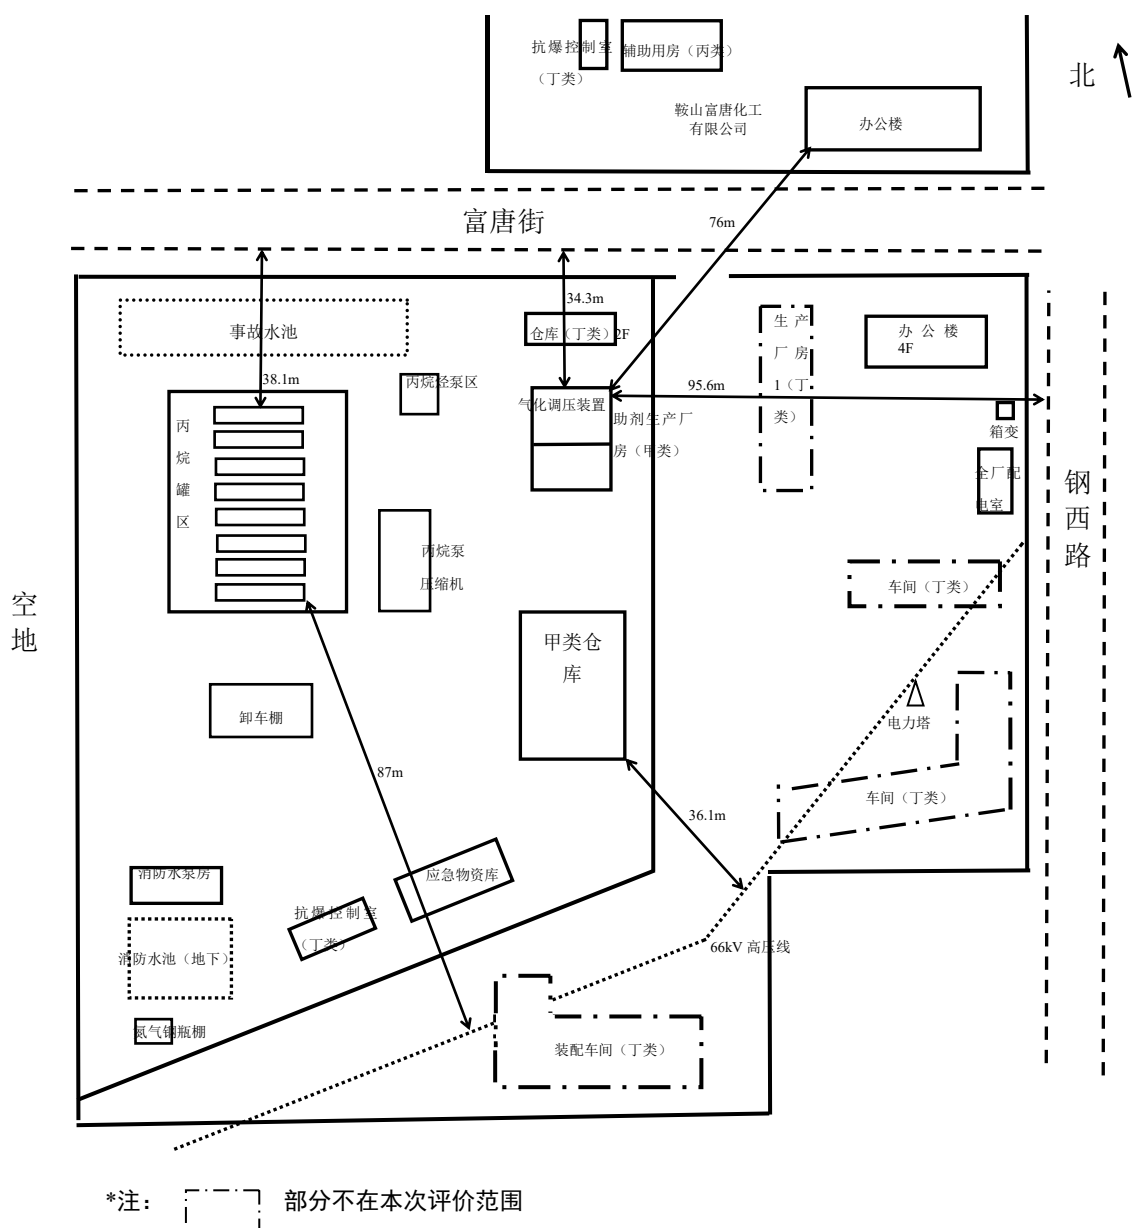 抗爆控制室
（丁类）
辅助用房（丙类）
北
鞍山富唐化工
有限公司
办公楼
76m
富唐街
34.3m
事故水池
仓库（丁类）2F
生产
厂房
1（丁
类）
办公楼
4F
38.1m
丙烷烃泵区
95.6m
气化调压装置
助剂生产厂
房（甲类）
丙
烷
罐
区
箱变
全厂配
电室
钢
西
路
丙烷泵
压缩机
空
地
车间（丁类）
甲类仓
库
卸车棚
电力塔
87m
36.1m
车间（丁类）
消防水泵房
应急物资库
抗爆控制室
（丁类）
消防水池（地下）
66kV 高压线
氮气钢瓶棚
装配车间（丁类）
*注：
部分不在本次评价范围